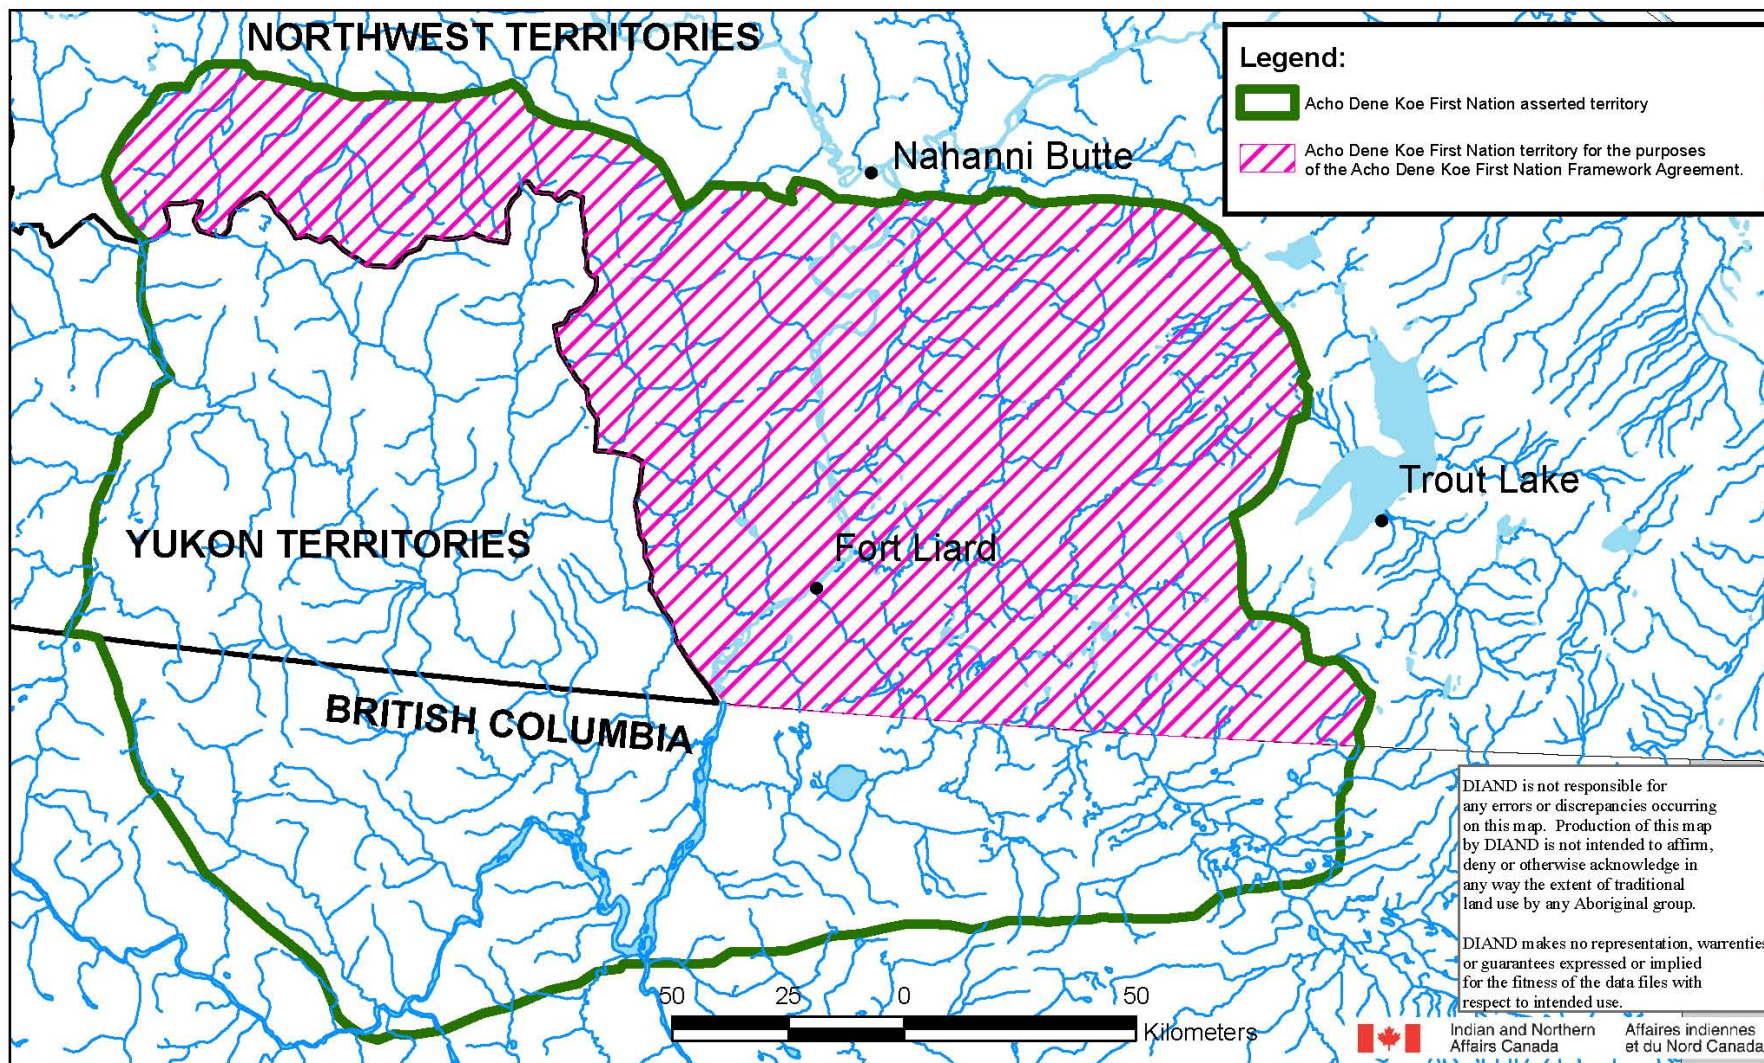 NORTHWEST TERRITORIES
Legend:
Acho Dene Koe First Nation asserted territory
Acho Dene Koe First Nation territory for the purposes
of the Acho Dene Koe First Nation Framework Agreement.
Nahanni Butte
Trout Lake
YUKON TERRITORIES
Fort Liard
BRITISH COLUMBIA
DIAND is not responsible for
any errors or discrepancies occurring
on this map. Production of this map
by DIAND is not intended to affirm,
deny or otherwise acknowledge in
any way the extent of traditional
land use by any Aboriginal group.
DIAND makes no representation, warrenties
or guarantees expressed or implied
for the fitness of the data files with
respect to intended use.
50 25 0 50
Kilometers
Indian and Northern
Affairs Canada
Affaires indiennes
et du Nord Canada